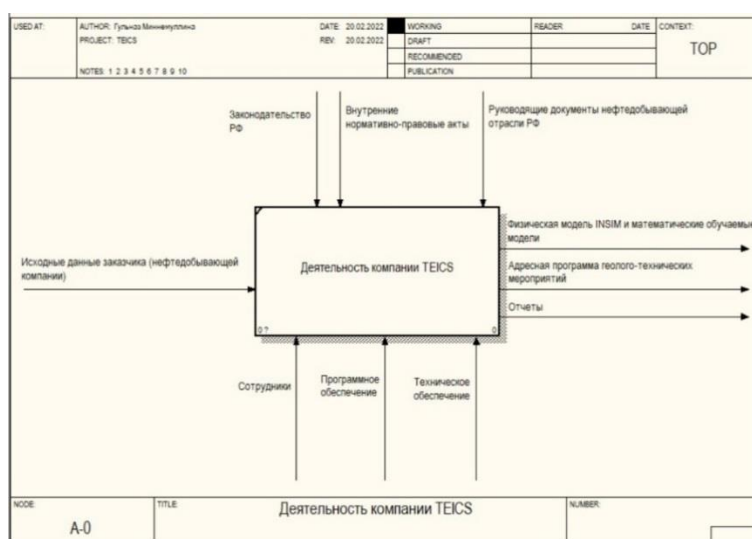 USED AT:
AUTHOR: Гульназ Миннемуллина
DATE: 20.02.2022
WORKING
READER
DATE
CONTEXT:
PROJECT: TEICS
REV: 20.02.2022
DRAFT
TOP
RECOMMENDED
NOTES: 1 2 3 4 5 6 7 8 9 10
PUBLICATION
Законодательство
РФ
Внутренние
нормативно-правовые акты
Руководящие документы нефтедобывающей
отрасли РФ
Исходные данные заказчика (нефтедобывающей
компании)
Деятельность компании TEICS
0 ?
0
Физическая модель INSIM и математические обучаемы
модели
Адресная программа геолого-технических
мероприятий
Отчеты
Сотрудники
Программное
обеспечение
Техническое
обеспечение
NODE:
TITLE:
NUMBER:
A-0
Деятельность компании TEICS